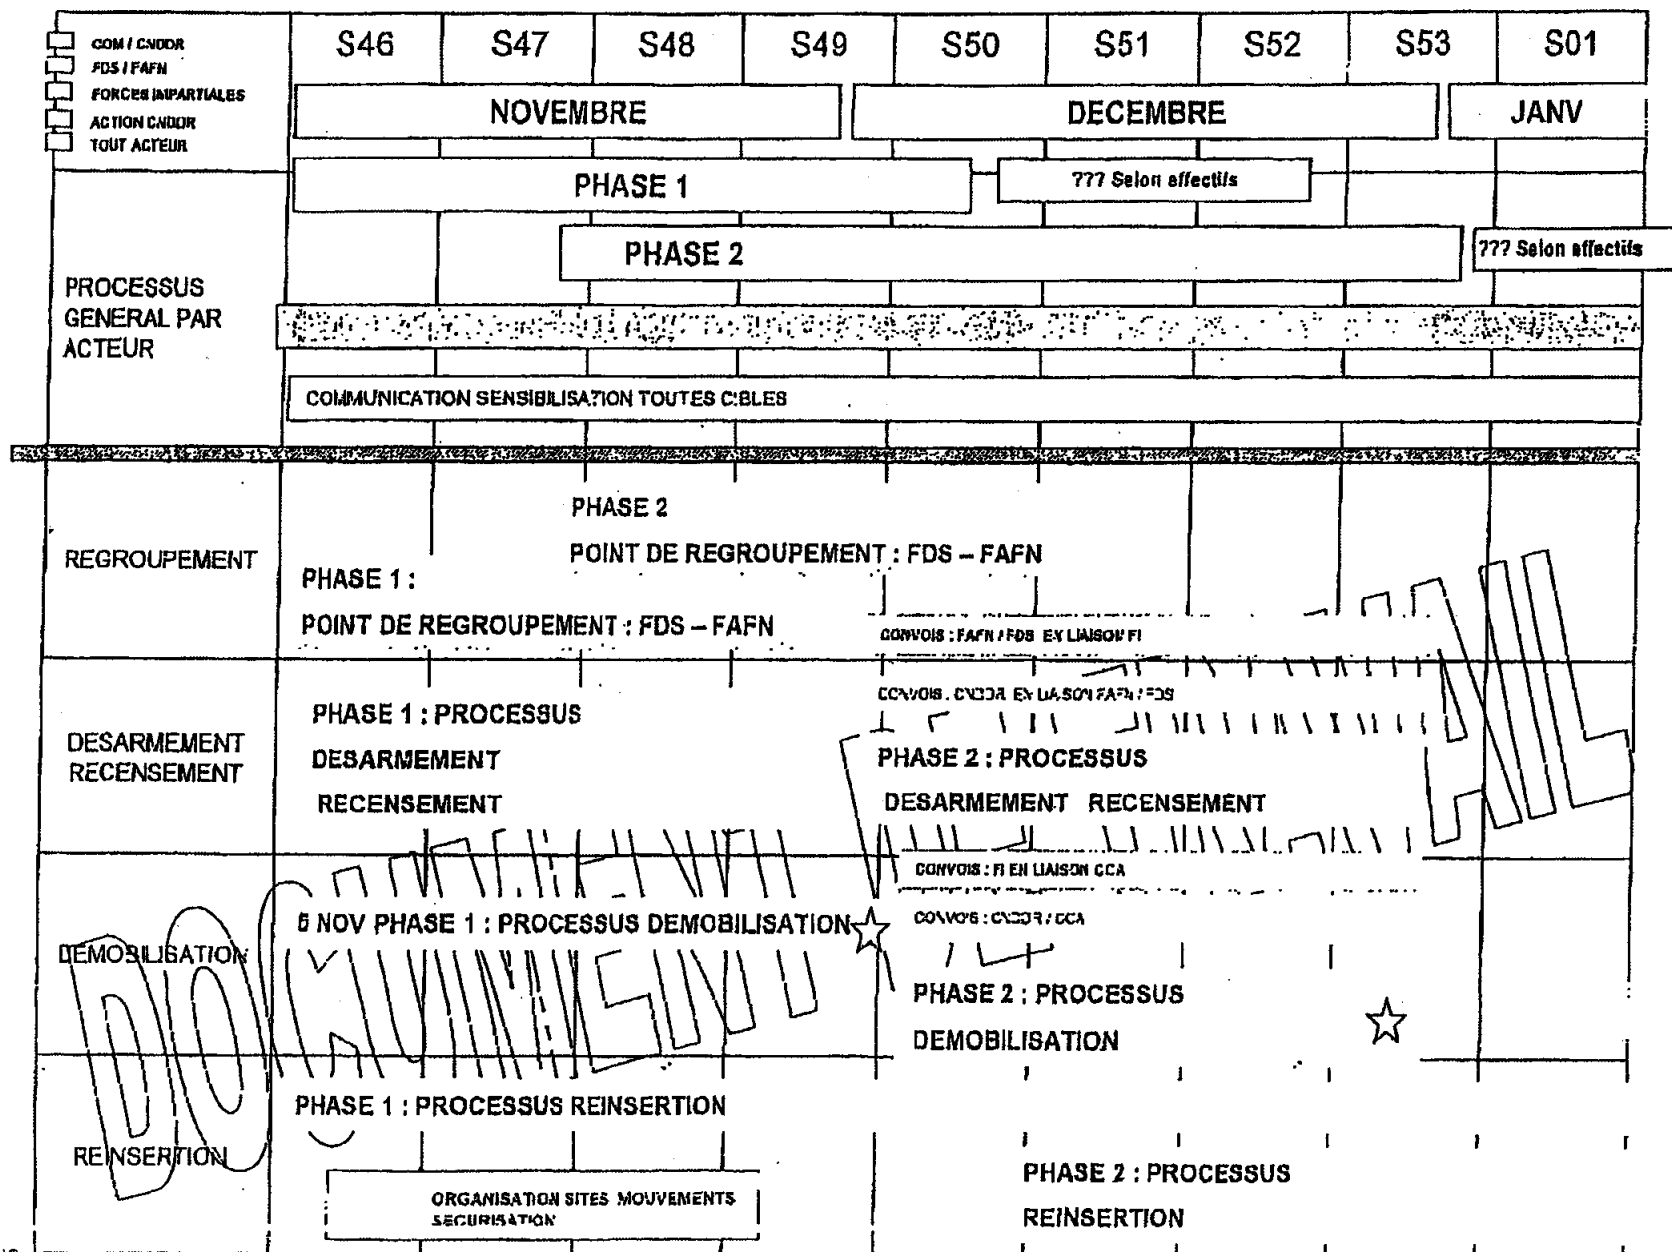 COM / CNDDR
FDS / FAFN
FORCES IMPARTIALES
ACTION CNDDR
TOUT ACTEUR
S46 S47 S48 S49 S50 S51 S52 S53 S01
NOVEMBRE DECEMBRE JANV
PHASE 1 ??? Selon effectifs
PHASE 2 ??? Selon effectifs
PROCESSUS
GENERAL PAR
ACTEUR
COMMUNICATION SENSIBILISATION TOUTES CIBLES
REGROUPEMENT
PHASE 2
POINT DE REGROUPEMENT : FDS – FAFN
PHASE 1 :
POINT DE REGROUPEMENT : FDS – FAFN
CONVOIS : FAFN / FDS EN LIAISON FI
DESARMEMENT
RECENSEMENT
PHASE 1 : PROCESSUS
DESARMEMENT
RECENSEMENT
CONVOIS : CNDDR EN LIAISON FAFN / FDS
PHASE 2 : PROCESSUS
DESARMEMENT RECENSEMENT
DEMOBILISATION
NOV PHASE 1 : PROCESSUS DEMOBILISATION
CONVOIS : FI EN LIAISON CCA
CONVOIS : CNDDR / CCA
PHASE 2 : PROCESSUS
DEMOBILISATION
REINSERTION
PHASE 1 : PROCESSUS REINSERTION
ORGANISATION SITES MOUVEMENTS
SECURISATION
PHASE 2 : PROCESSUS
REINSERTION
DOCUMENT